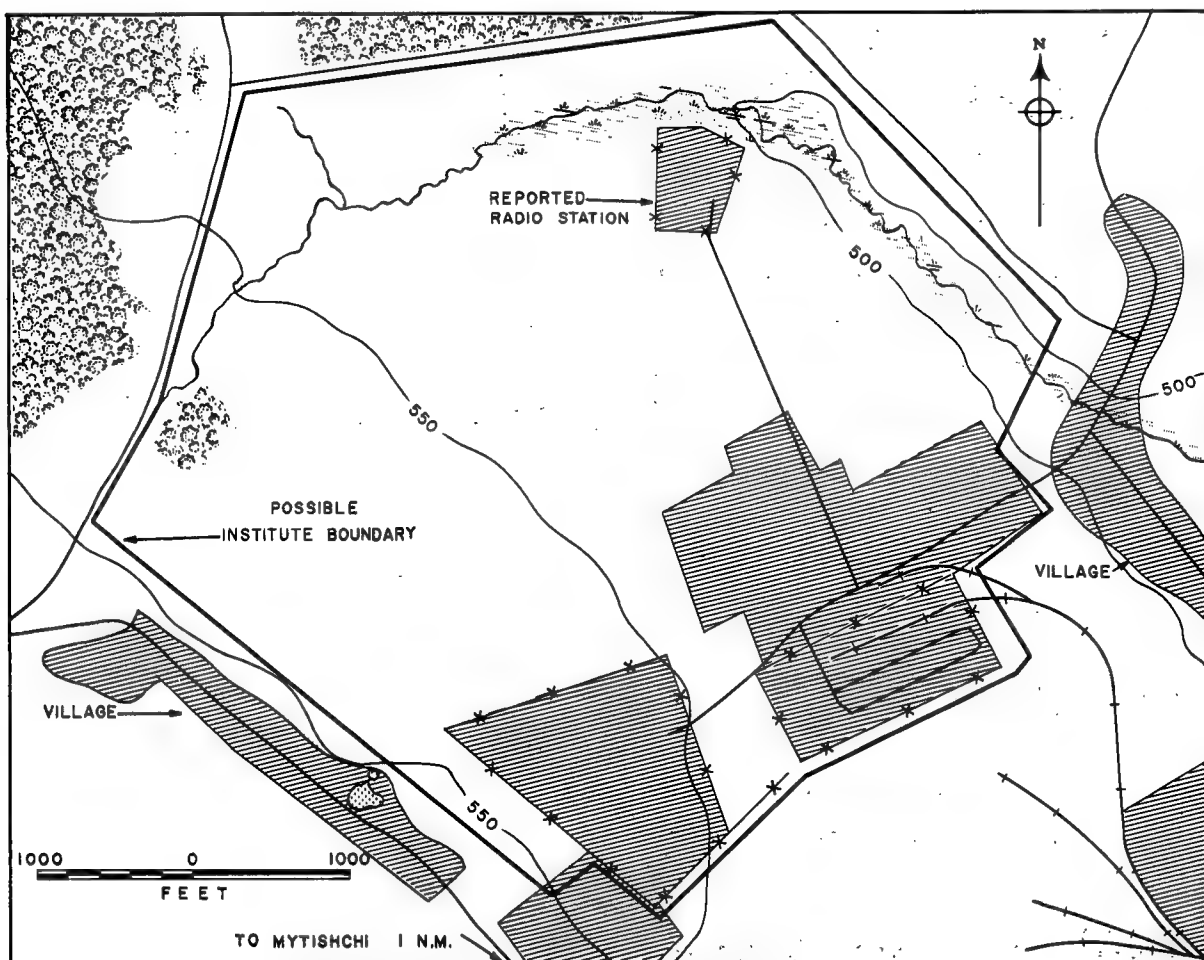 N
REPORTED
RADIO STATION
500
500
550
POSSIBLE
INSTITUTE BOUNDARY
VILLAGE
VILLAGE
550
1000 0 1000
FEET
TO MYTISHCHI 1 N.M.